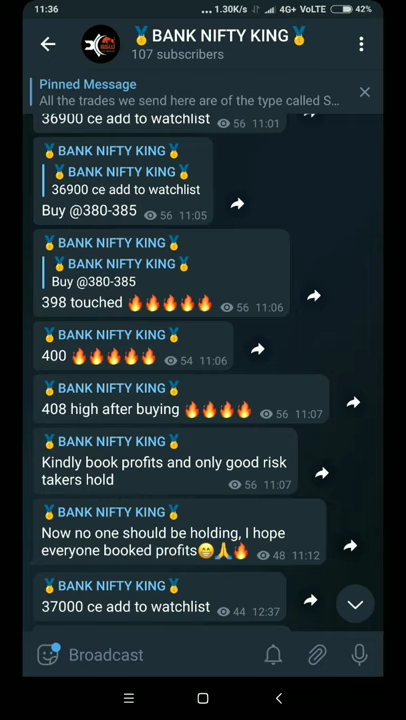 11:36
... 1.30K/s 4G+ VoLTE 42%
🏅BANK NIFTY KING🏅
107 subscribers
Pinned Message
All the trades we send here are of the type called S...
36900 ce add to watchlist 56 11:01
🏅BANK NIFTY KING🏅
🏅BANK NIFTY KING🏅
36900 ce add to watchlist
Buy @380-385 56 11:05
🏅BANK NIFTY KING🏅
🏅BANK NIFTY KING🏅
Buy @380-385
398 touched 🔥🔥🔥🔥🔥 56 11:06
🏅BANK NIFTY KING🏅
400 🔥🔥🔥🔥🔥 54 11:06
🏅BANK NIFTY KING🏅
408 high after buying 🔥🔥🔥🔥 56 11:07
🏅BANK NIFTY KING🏅
Kindly book profits and only good risk
takers hold 56 11:07
🏅BANK NIFTY KING🏅
Now no one should be holding, I hope
everyone booked profits😁🙏🔥 48 11:12
🏅BANK NIFTY KING🏅
37000 ce add to watchlist 44 12:37
Broadcast